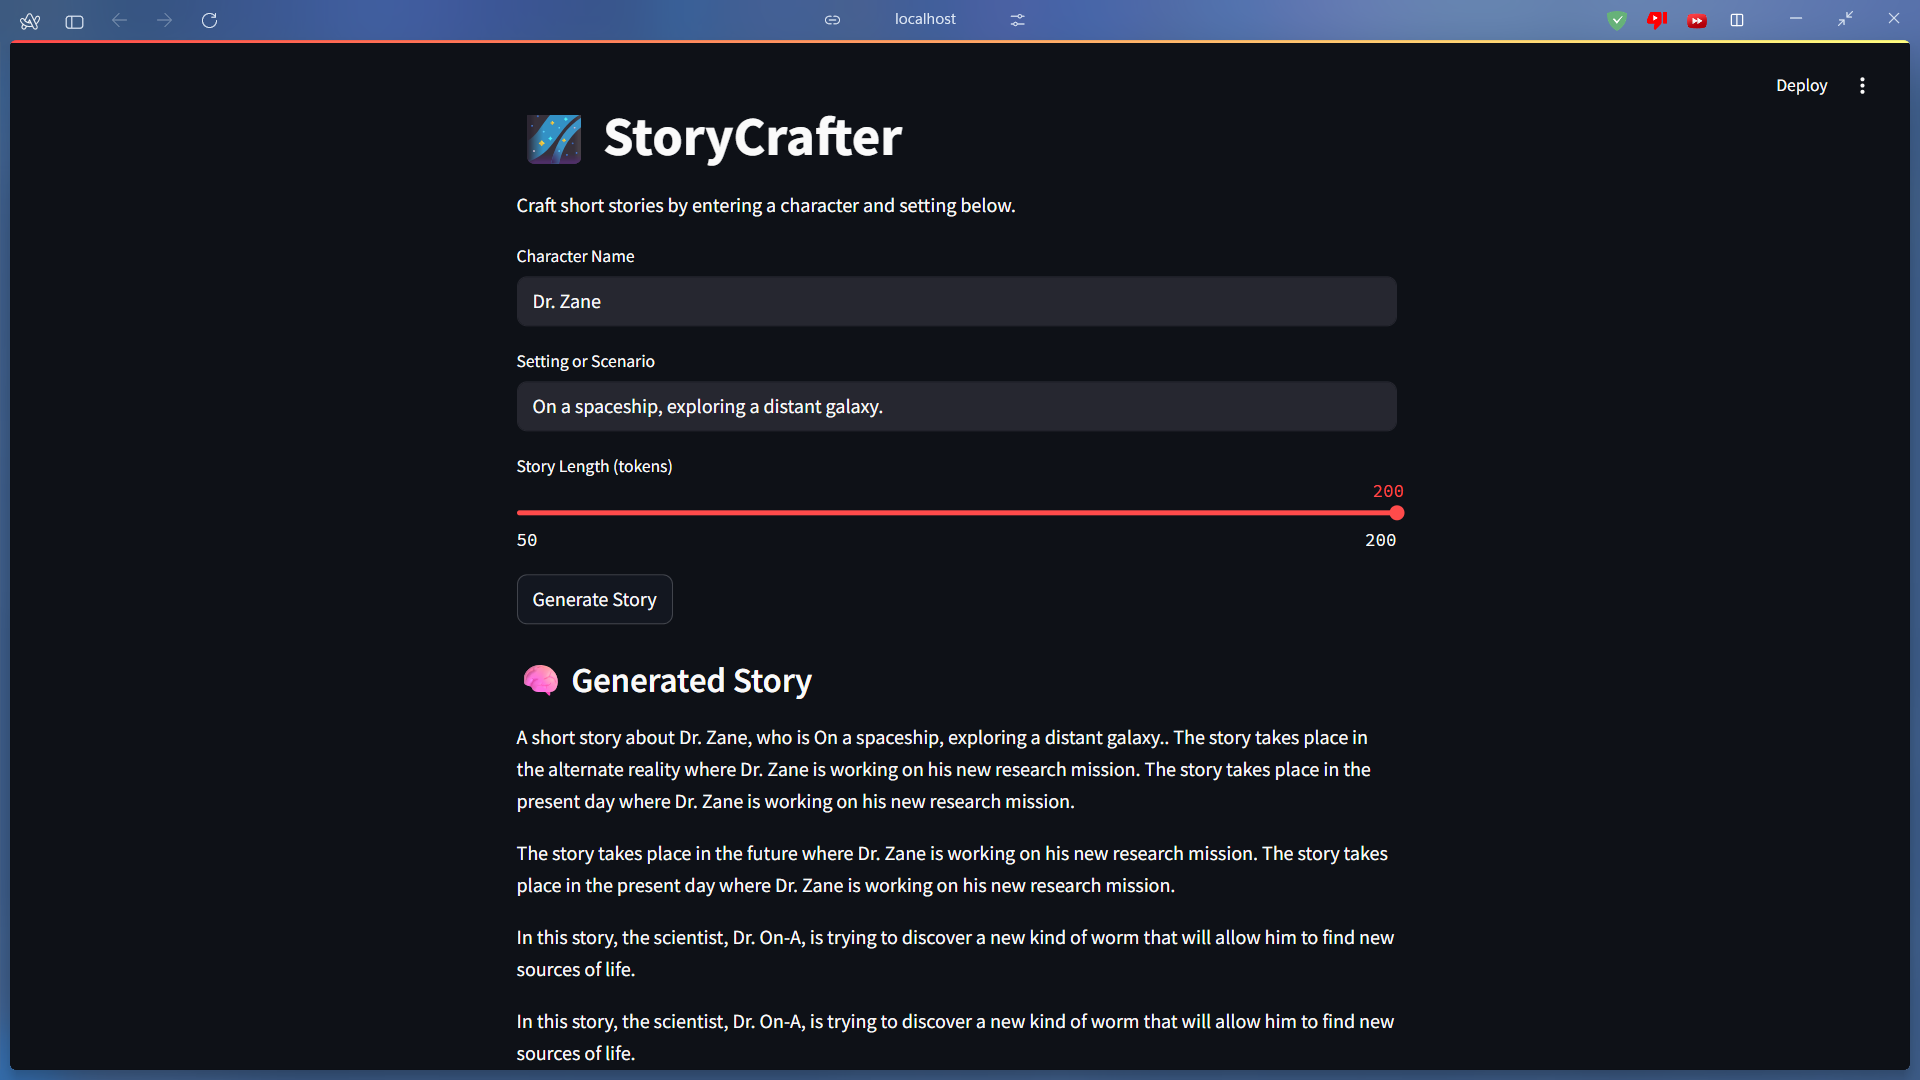 localhost
Deploy
StoryCrafter
Craft short stories by entering a character and setting below.
Character Name
Dr. Zane
Setting or Scenario
On a spaceship, exploring a distant galaxy.
Story Length (tokens)
200
50
200
Generate Story
Generated Story
A short story about Dr. Zane, who is On a spaceship, exploring a distant galaxy.. The story takes place in
the alternate reality where Dr. Zane is working on his new research mission. The story takes place in the
present day where Dr. Zane is working on his new research mission.
The story takes place in the future where Dr. Zane is working on his new research mission. The story takes
place in the present day where Dr. Zane is working on his new research mission.
In this story, the scientist, Dr. On-A, is trying to discover a new kind of worm that will allow him to find new
sources of life.
In this story, the scientist, Dr. On-A, is trying to discover a new kind of worm that will allow him to find new
sources of life.